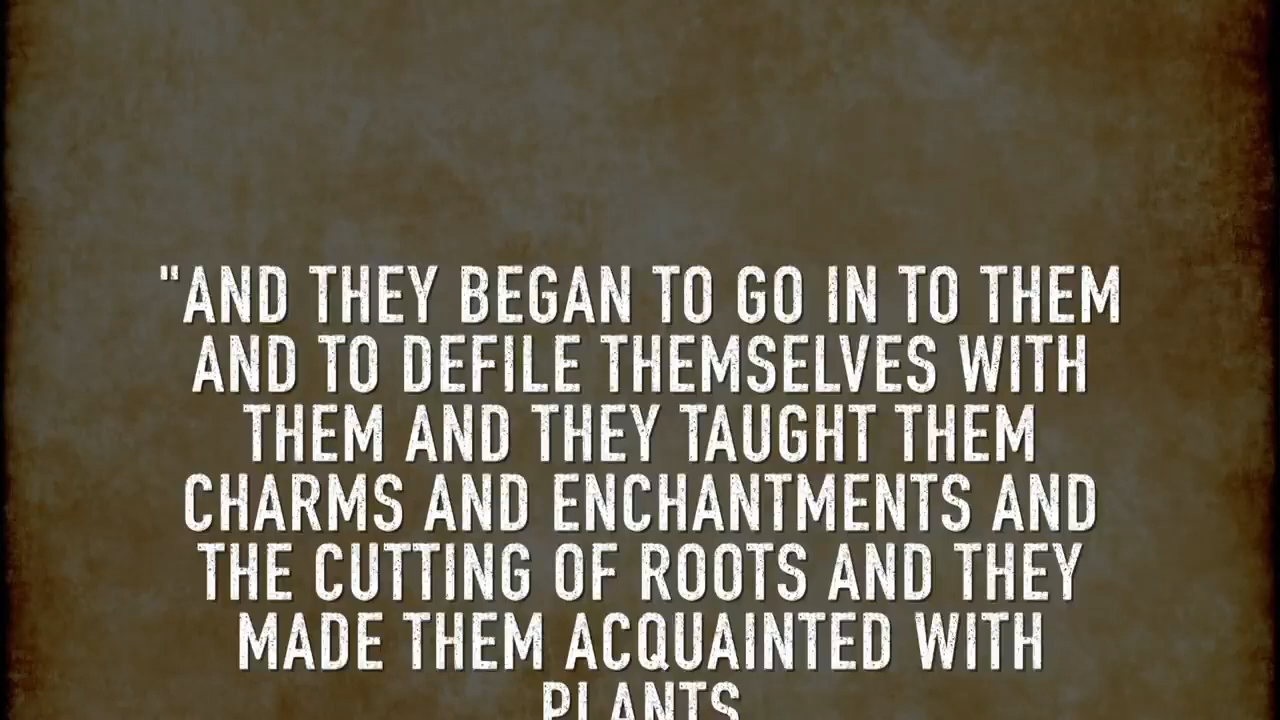 "AND THEY BEGAN TO GO IN TO THEM
AND TO DEFILE THEMSELVES WITH
THEM AND THEY TAUGHT THEM
CHARMS AND ENCHANTMENTS AND
THE CUTTING OF ROOTS AND THEY
MADE THEM ACQUAINTED WITH
PLANTS